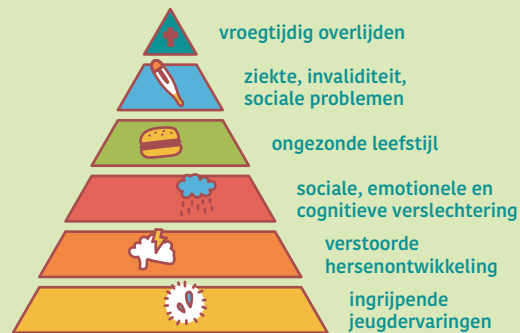 vroegtijdig overlijden
ziekte, invaliditeit,
sociale problemen
ongezonde leefstijl
sociale, emotionele en
cognitieve verslechtering
verstoorde
hersenontwikkeling
ingrijpende
jeugdervaringen